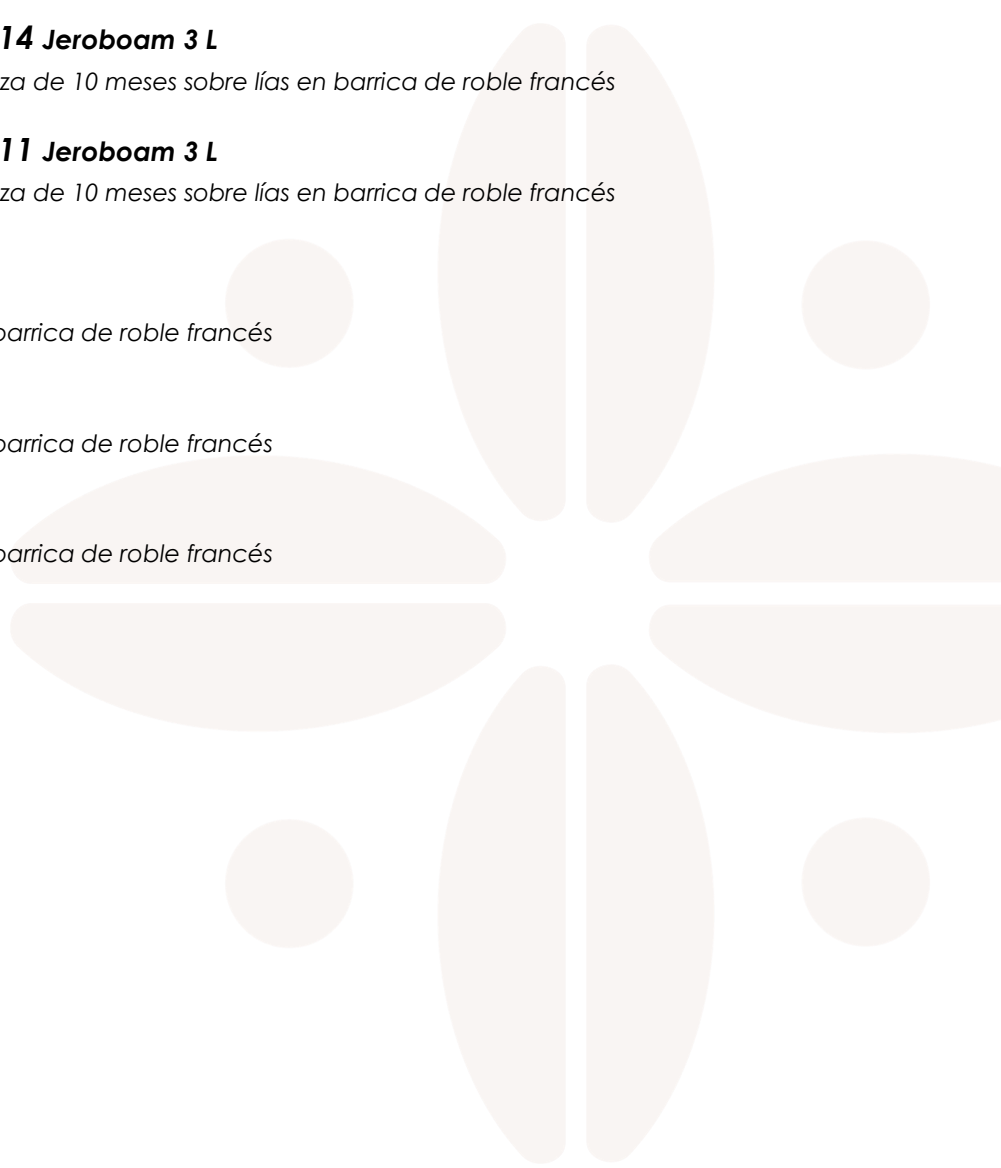 14 Jeroboam 3 L
za de 10 meses sobre lías en barrica de roble francés
11 Jeroboam 3 L
za de 10 meses sobre lías en barrica de roble francés
barrica de roble francés
barrica de roble francés
barrica de roble francés